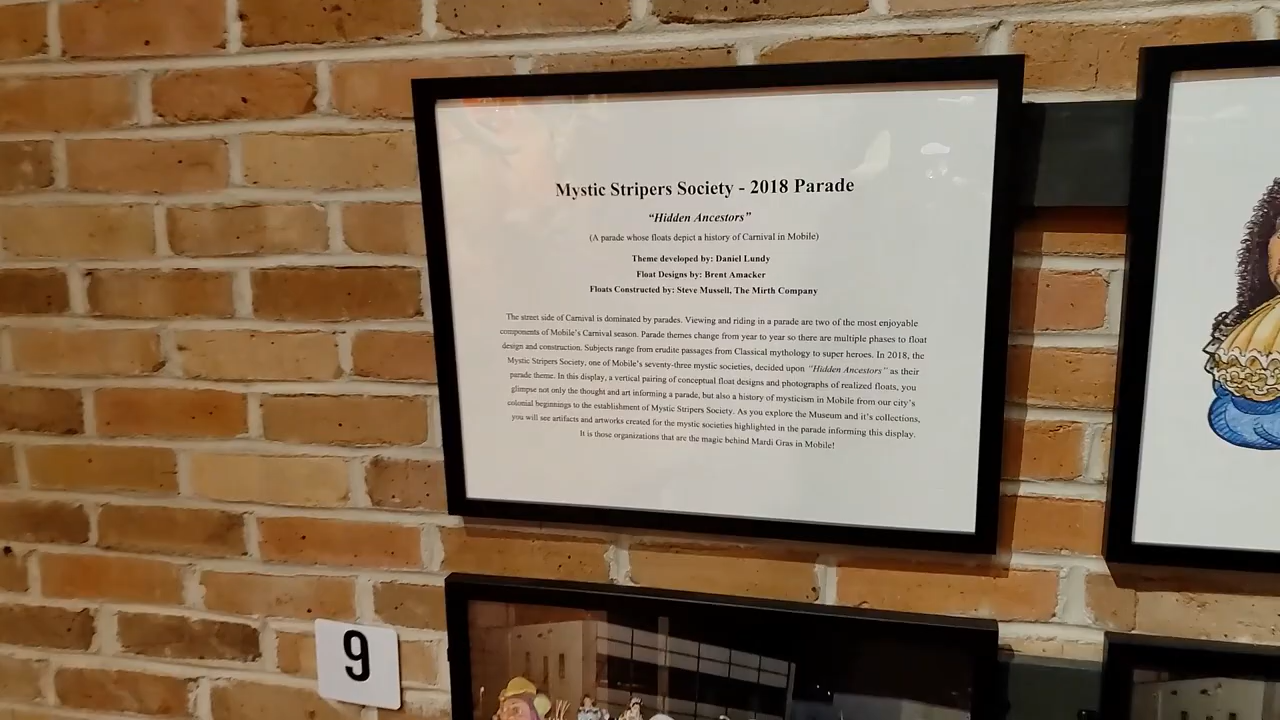 Mystic Stripers Society - 2018 Parade
"Hidden Ancestors"
(A parade whose floats depict a history of Carnival in Mobile)
Theme developed by: Daniel Lundy
Float Designs by: Brent Amacker
Floats Constructed by: Steve Mussell, The Mirth Company
The street side of Carnival is dominated by parades. Viewing and riding in a parade are two of the most enjoyable
components of Mobile's Carnival season. Parade themes change from year to year so there are multiple phases to float
design and construction. Subjects range from erudite passages from Classical mythology to super heroes. In 2018, the
Mystic Stripers Society, one of Mobile's seventy-three mystic societies, decided upon "Hidden Ancestors" as their
parade theme. In this display, a vertical pairing of conceptual float designs and photographs of realized floats, you
glimpse not only the thought and art informing a parade, but also a history of mysticism in Mobile from our city's
colonial beginnings to the establishment of Mystic Stripers Society. As you explore the Museum and it's collections,
you will see artifacts and artworks created for the mystic societies highlighted in the parade informing this display.
It is those organizations that are the magic behind Mardi Gras in Mobile!
9